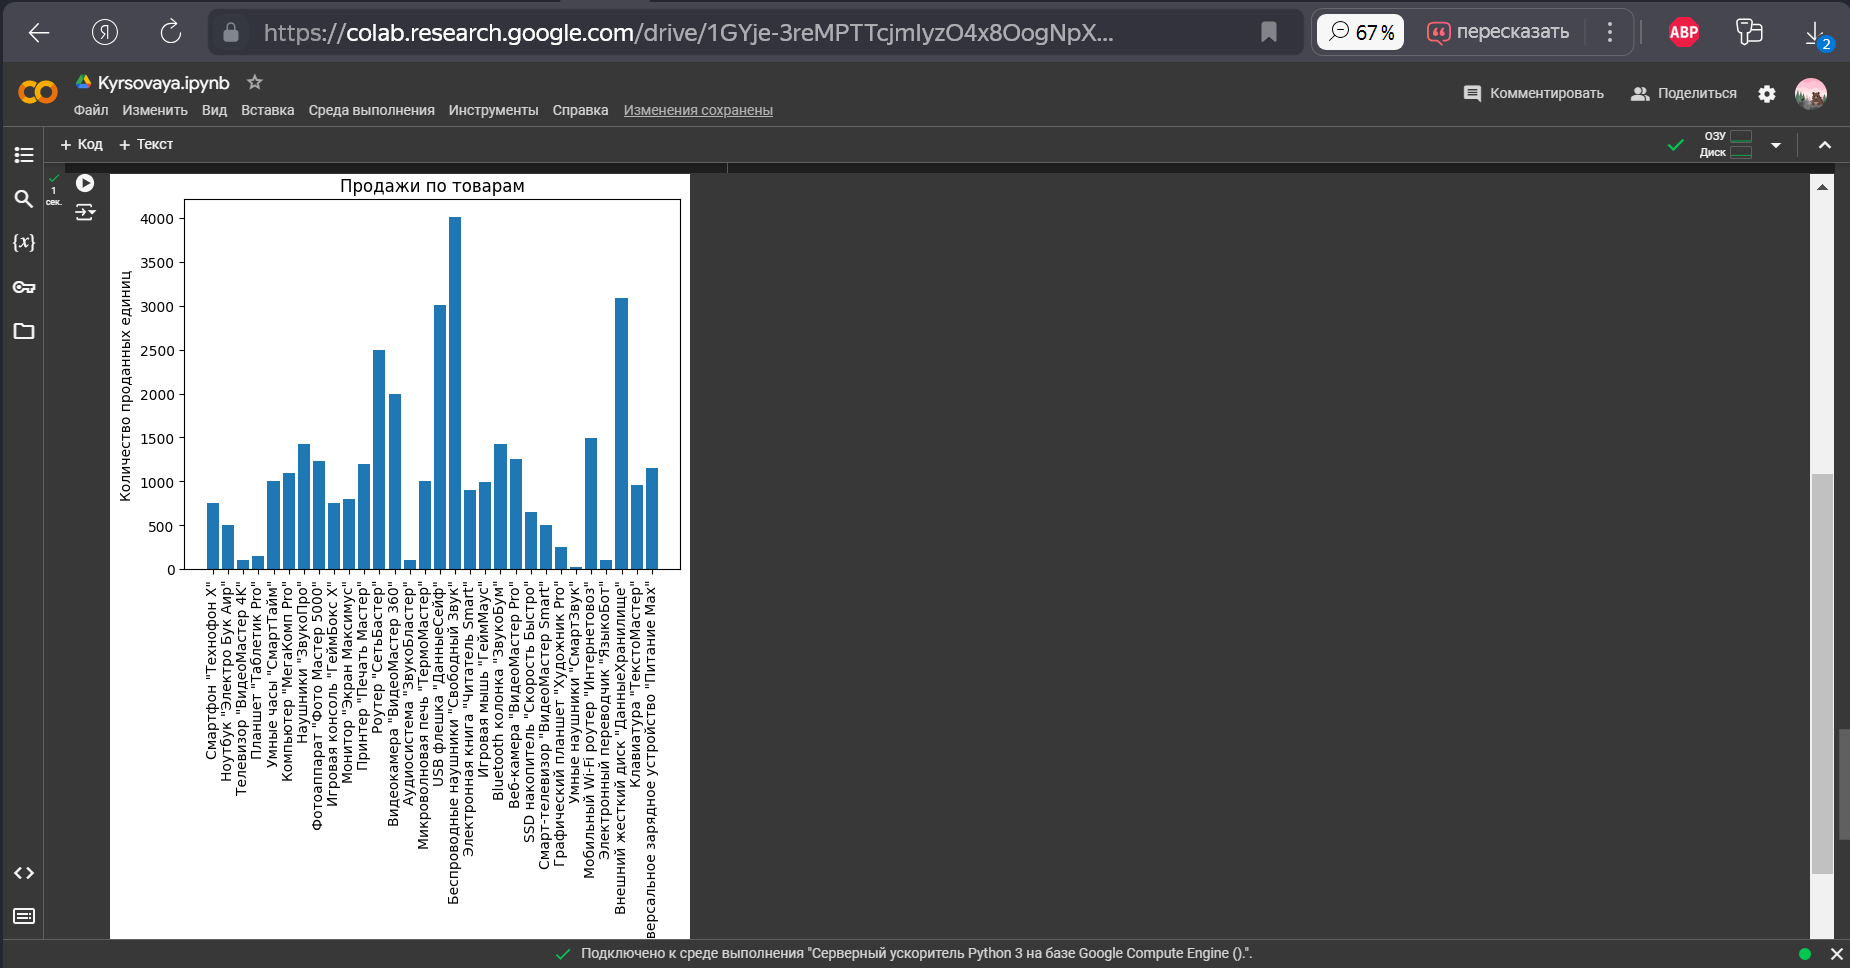 https://colab.research.google.com/drive/1GYje-3reMPTTcjmIyzO4x8OogNpX...
67%
пересказать
ABP
2
Kyrsovaya.ipynb
Файл Изменить Вид Вставка Среда выполнения Инструменты Справка Изменения сохранены
Комментировать
Поделиться
+ Код + Текст
ОЗУ
Диск
{x}
1
сек.
Продажи по товарам
Количество проданных единиц
4000
3500
3000
2500
2000
1500
1000
500
0
Смартфон "Технофон X"
Ноутбук "Электро Бук Аир"
Телевизор "ВидеоМастер 4K"
Планшет "Таблетик Pro"
Умные часы "СмартТайм"
Компьютер "МегаКомп Pro"
Наушники "ЗвукоПро"
Фотоаппарат "Фото Мастер 5000"
Игровая консоль "ГеймБокс X"
Монитор "Экран Максимус"
Принтер "Печать Мастер"
Роутер "СетьБастер"
Видеокамера "ВидеоМастер 360"
Аудиосистема "ЗвукоБластер"
Микроволновая печь "ТермоМастер"
USB флешка "ДанныеСейф"
Беспроводные наушники "Свободный Звук"
Электронная книга "Читатель Smart"
Игровая мышь "ГеймМаус"
Bluetooth колонка "ЗвукоБум"
Веб-камера "ВидеоМастер Pro"
SSD накопитель "Скорость Быстро"
Смарт-телевизор "ВидеоМастер Smart"
Графический планшет "Художник Pro"
Умные наушники "СмартЗвук"
Мобильный Wi-Fi роутер "Интернетовоз"
Электронный переводчик "ЯзыкоБот"
Внешний жесткий диск "ДанныеХранилище"
Клавиатура "ТекстоМастер"
версальное зарядное устройство "Питание Max"
Подключено к среде выполнения "Серверный ускоритель Python 3 на базе Google Compute Engine ().".